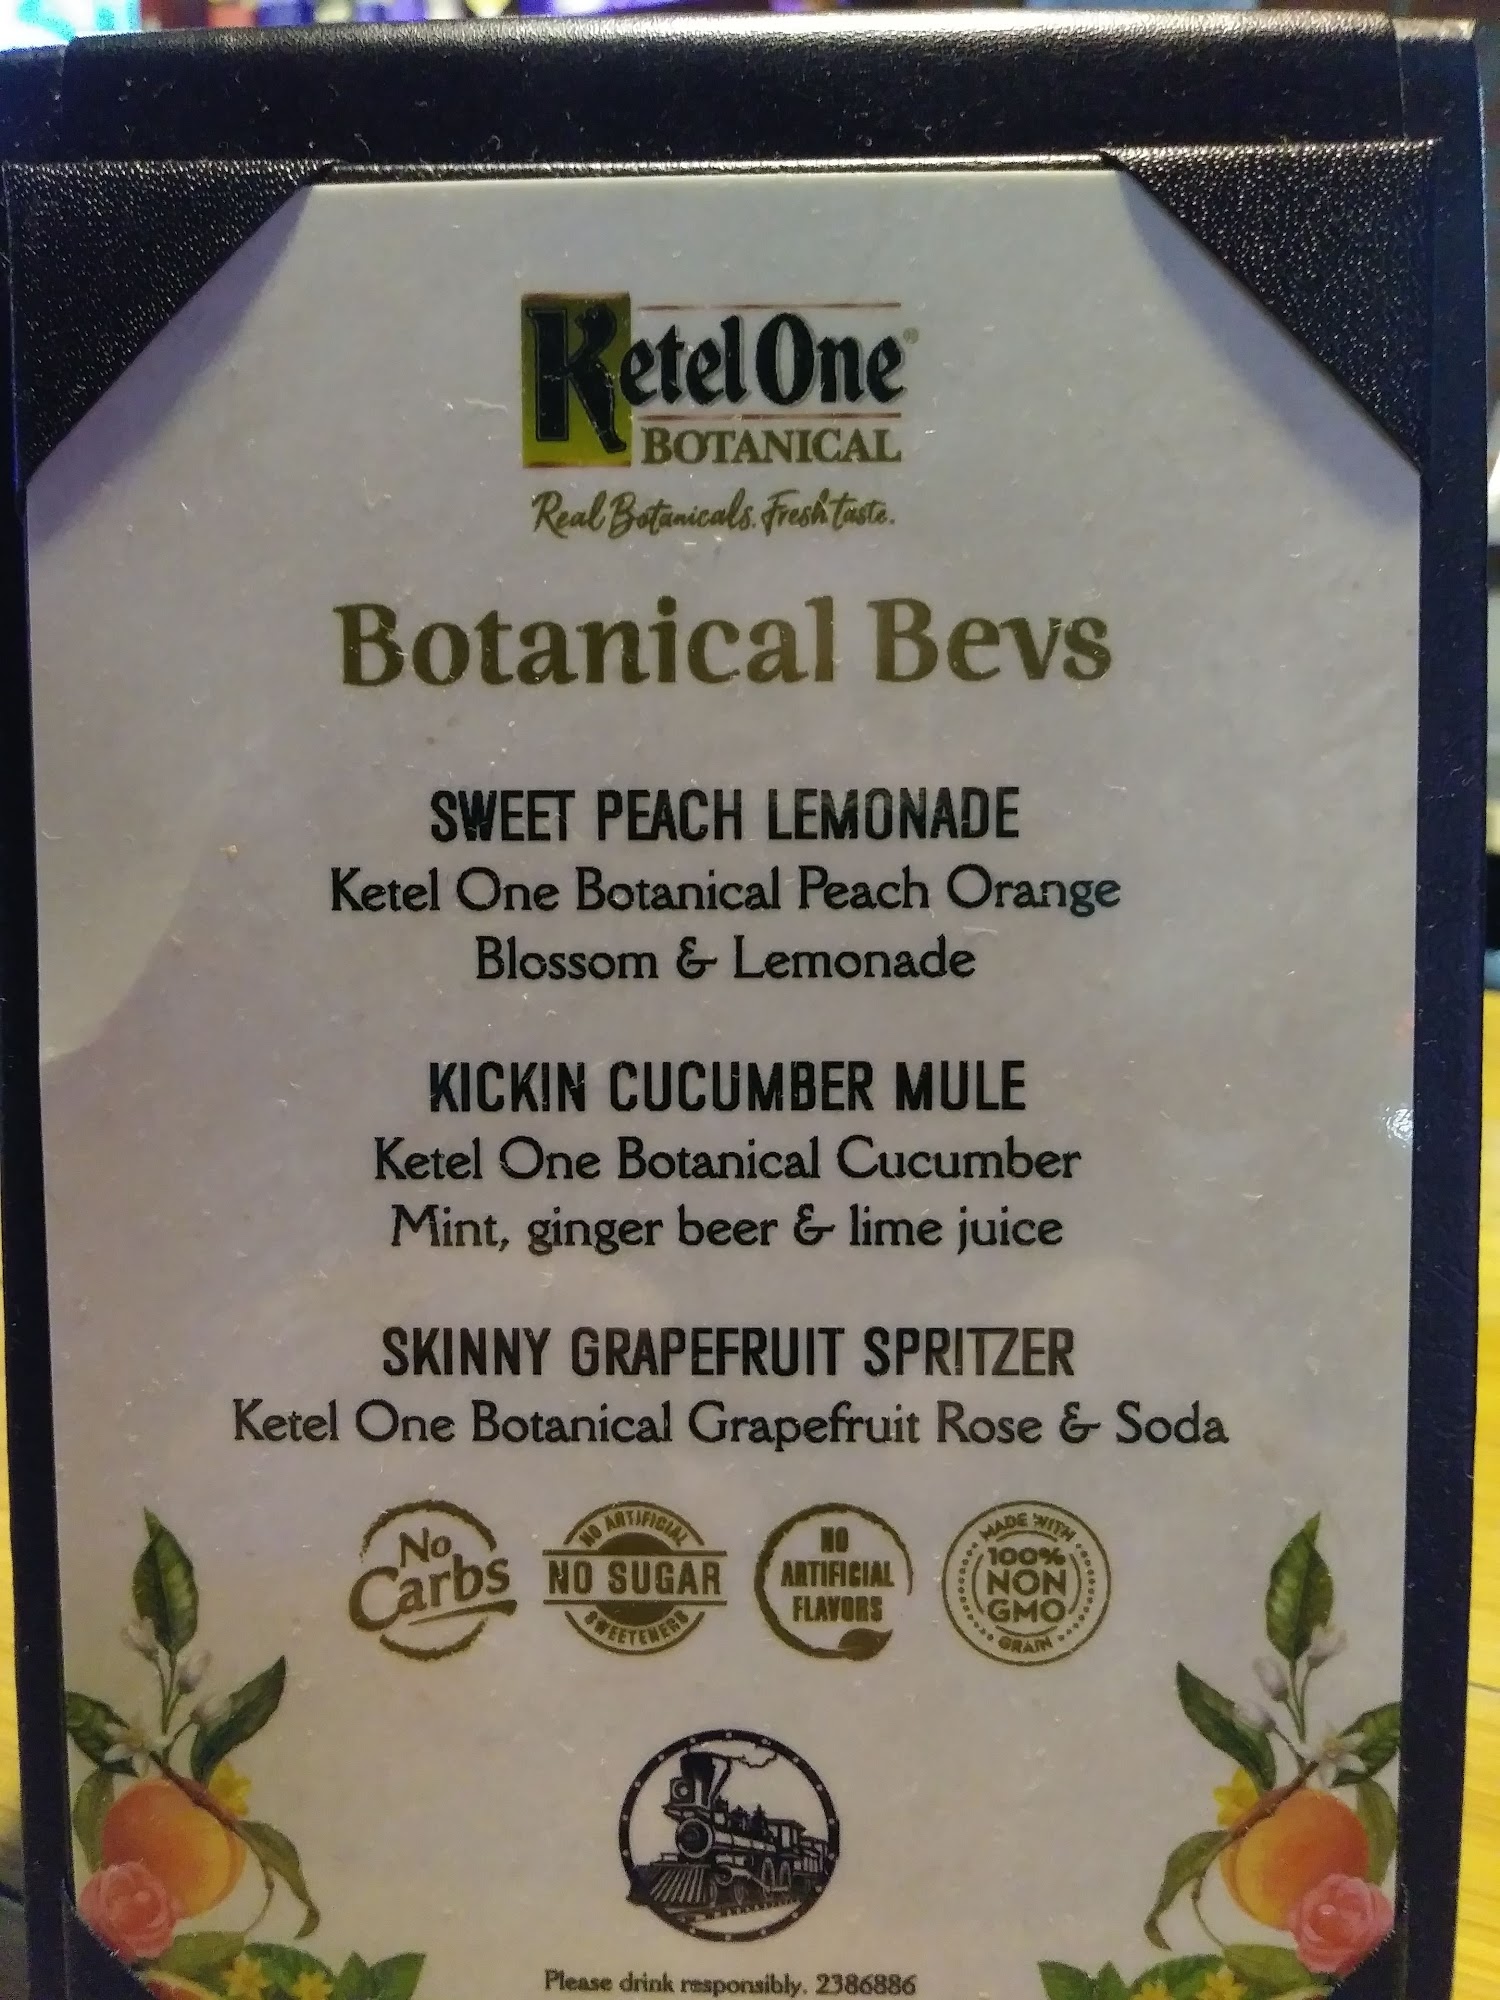 Ketel One®
BOTANICAL
Real Botanicals. Fresh taste.
Botanical Bevs
SWEET PEACH LEMONADE
Ketel One Botanical Peach Orange
Blossom & Lemonade
KICKIN CUCUMBER MULE
Ketel One Botanical Cucumber
Mint, ginger beer & lime juice
SKINNY GRAPEFRUIT SPRITZER
Ketel One Botanical Grapefruit Rose & Soda
No
Carbs
NO ARTIFICIAL
NO SUGAR
SWEETENERS
NO
ARTIFICIAL
FLAVORS
MADE WITH
100%
NON
GMO
GRAIN
Please drink responsibly. 2386886